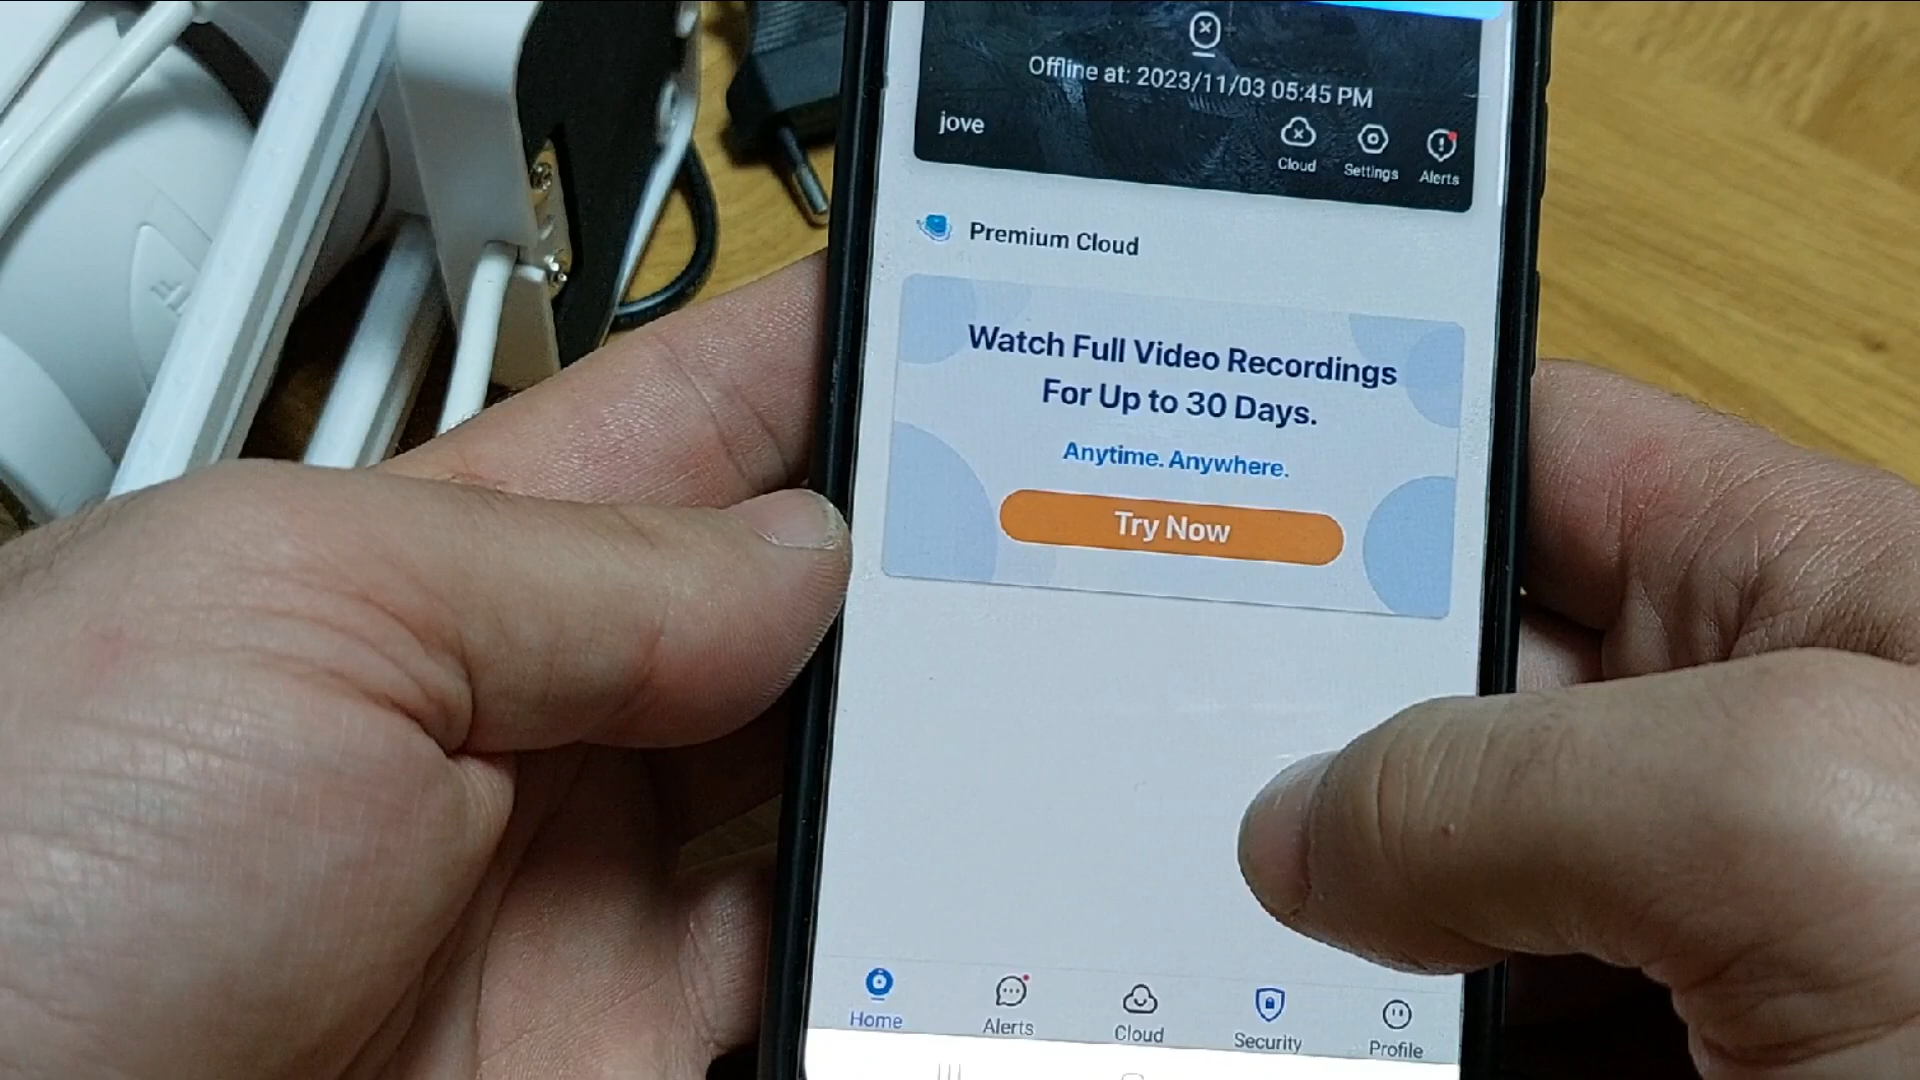 Offline at: 2023/11/03 05:45 PM
jove
Cloud
Settings
Alerts
Premium Cloud
Watch Full Video Recordings
For Up to 30 Days.
Anytime. Anywhere.
Try Now
Home
Alerts
Cloud
Security
Profile